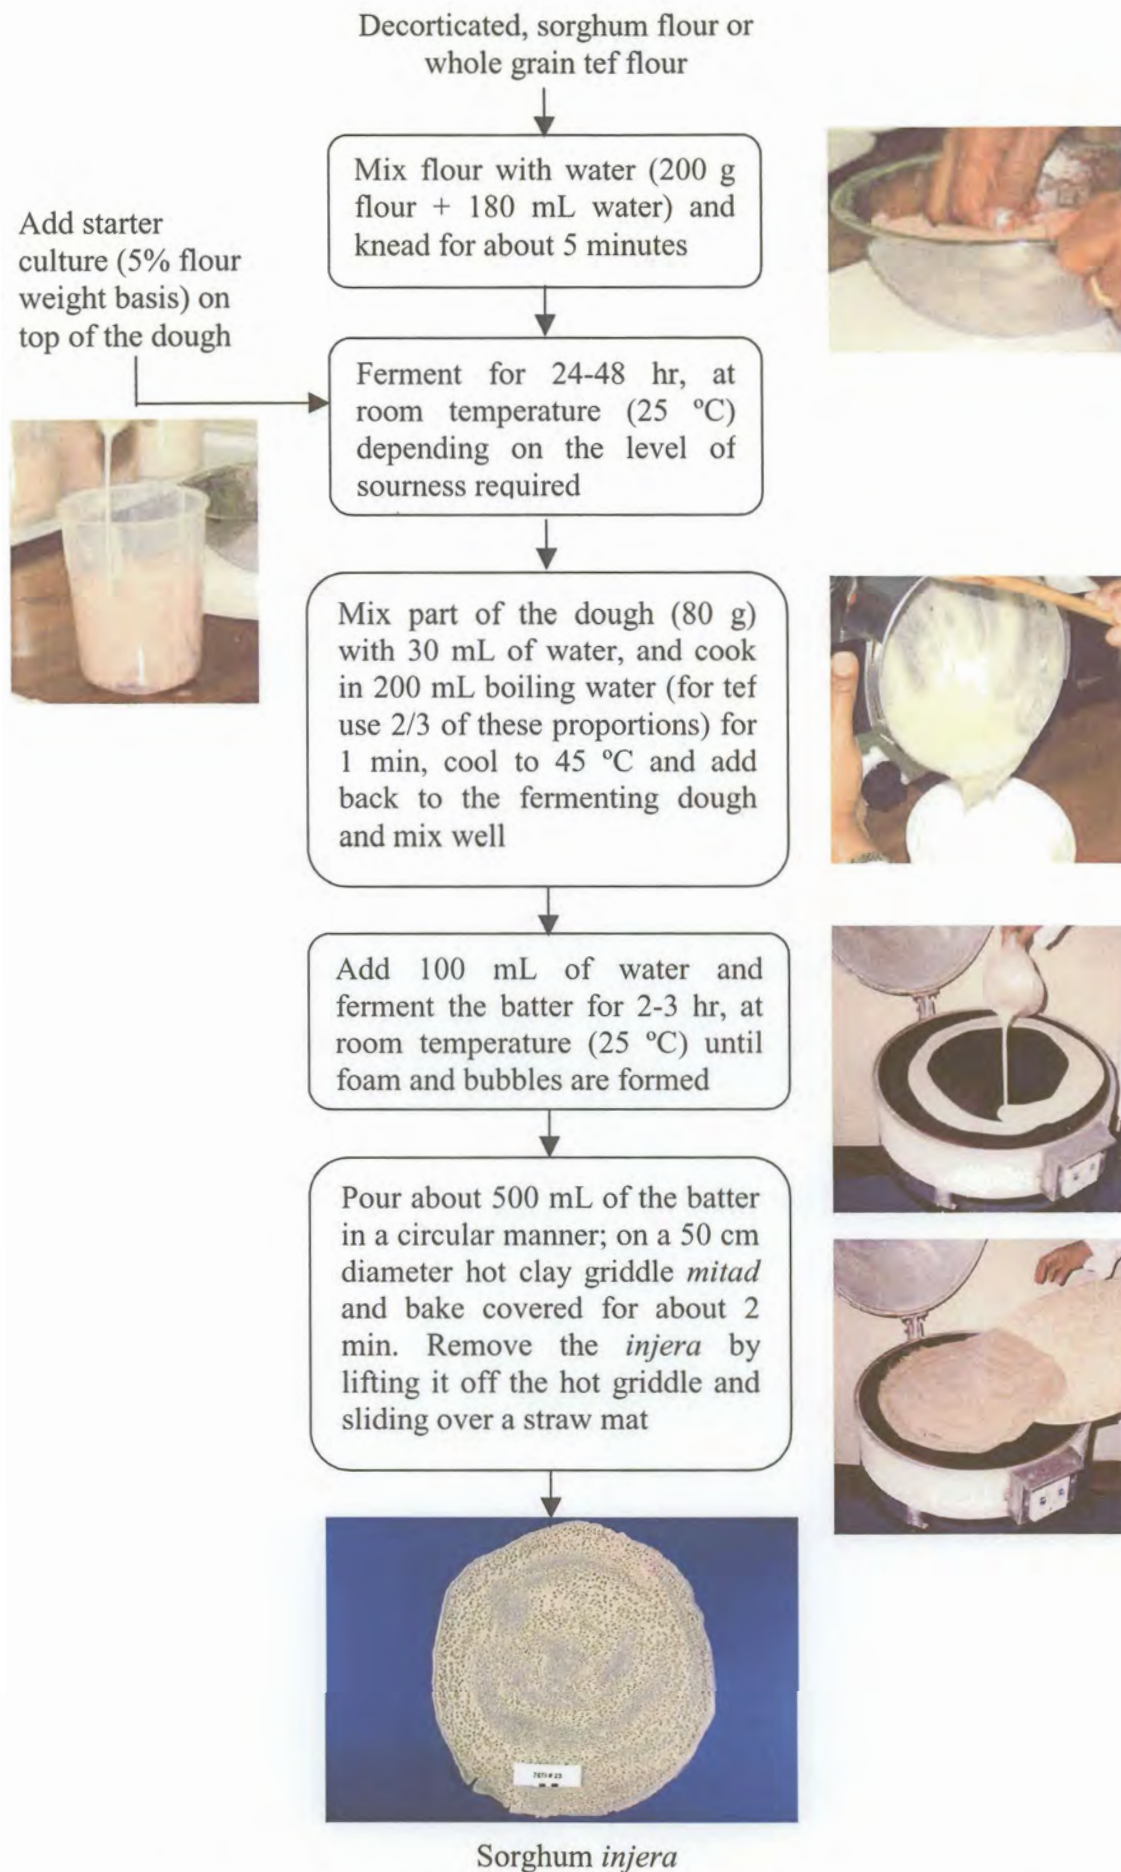 Decorticated, sorghum flour or
whole grain tef flour
Mix flour with water (200 g
flour + 180 mL water) and
knead for about 5 minutes
Add starter
culture (5% flour
weight basis) on
top of the dough
Ferment for 24-48 hr, at
room temperature (25 ºC)
depending on the level of
sourness required
Mix part of the dough (80 g)
with 30 mL of water, and cook
in 200 mL boiling water (for tef
use 2/3 of these proportions) for
1 min, cool to 45 ºC and add
back to the fermenting dough
and mix well
Add 100 mL of water and
ferment the batter for 2-3 hr, at
room temperature (25 ºC) until
foam and bubbles are formed
Pour about 500 mL of the batter
in a circular manner; on a 50 cm
diameter hot clay griddle mitad
and bake covered for about 2
min. Remove the injera by
lifting it off the hot griddle and
sliding over a straw mat
Sorghum injera